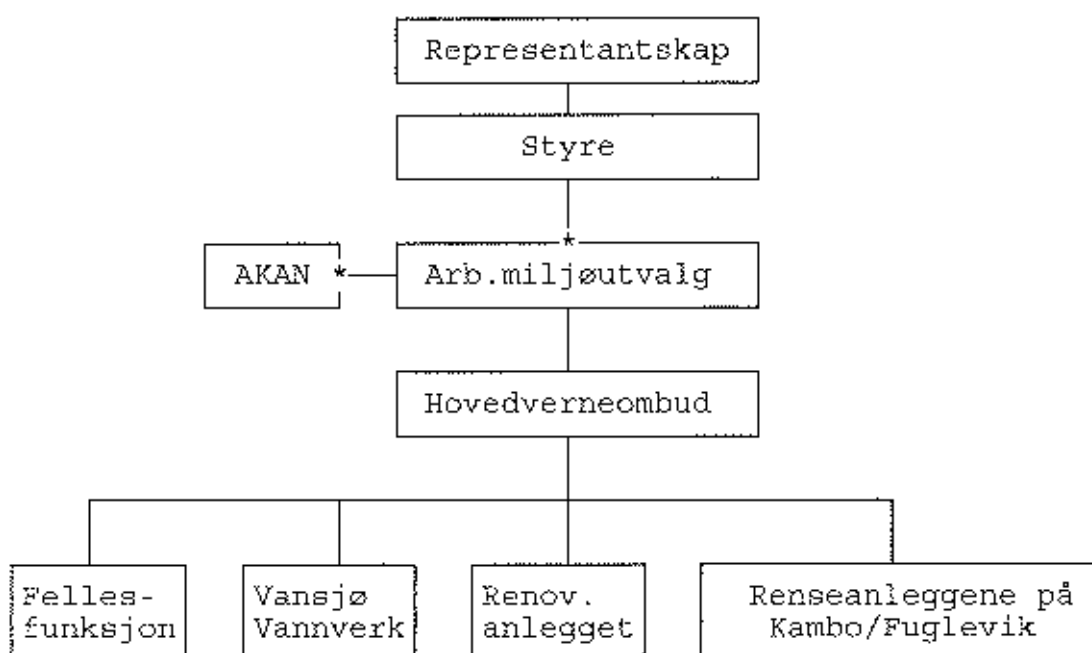 Representantskap
Styre
*
AKAN *
Arb.miljøutvalg
Hovedverneombud
Felles-
funksjon
Vansjø
Vannverk
Renov.
anlegget
Renseanleggene på
Kambo/Fuglevik